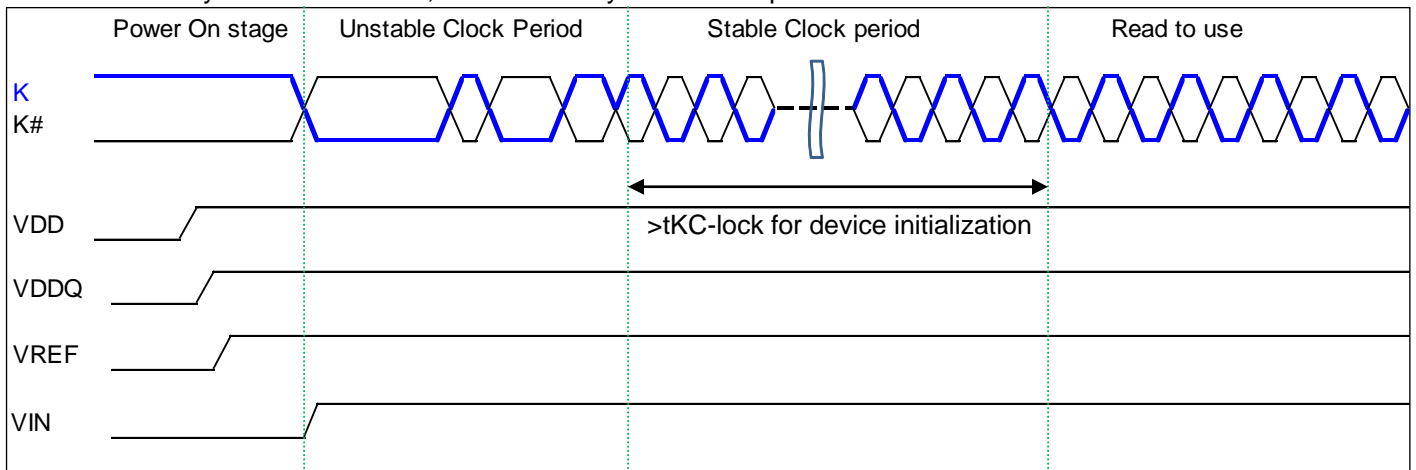 Power On stage
Unstable Clock Period
Stable Clock period
Read to use
K
K#
>tKC-lock for device initialization
VDD
VDDQ
VREF
VIN